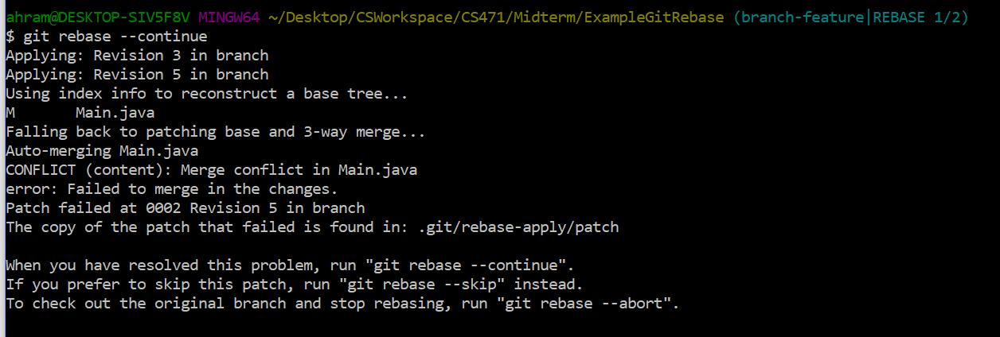 ahram@DESKTOP-SIV5F8V MINGW64 ~/Desktop/CSWorkspace/CS471/Midterm/ExampleGitRebase (branch-feature|REBASE 1/2)
$ git rebase --continue
Applying: Revision 3 in branch
Applying: Revision 5 in branch
Using index info to reconstruct a base tree...
M       Main.java
Falling back to patching base and 3-way merge...
Auto-merging Main.java
CONFLICT (content): Merge conflict in Main.java
error: Failed to merge in the changes.
Patch failed at 0002 Revision 5 in branch
The copy of the patch that failed is found in: .git/rebase-apply/patch

When you have resolved this problem, run "git rebase --continue".
If you prefer to skip this patch, run "git rebase --skip" instead.
To check out the original branch and stop rebasing, run "git rebase --abort".